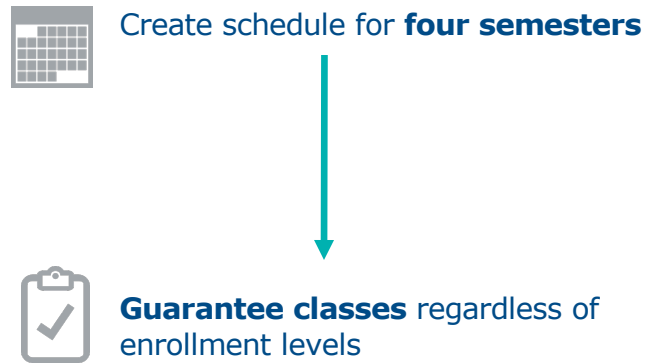 Create schedule for four semesters
Guarantee classes regardless of
enrollment levels